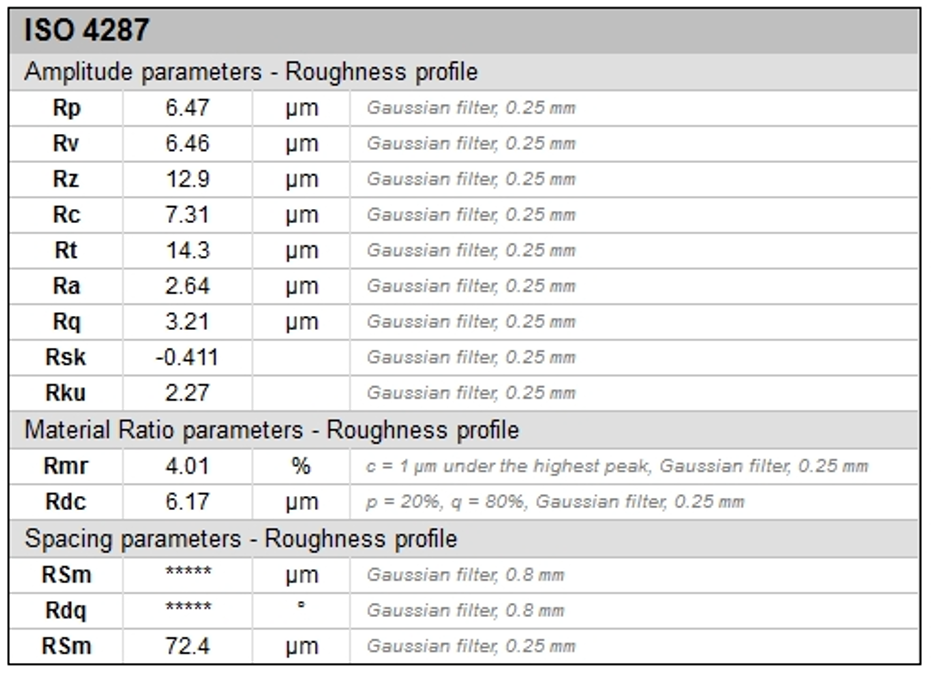 ISO 4287
Amplitude parameters - Roughness profile
Rp 6.47 µm Gaussian filter, 0.25 mm
Rv 6.46 µm Gaussian filter, 0.25 mm
Rz 12.9 µm Gaussian filter, 0.25 mm
Rc 7.31 µm Gaussian filter, 0.25 mm
Rt 14.3 µm Gaussian filter, 0.25 mm
Ra 2.64 µm Gaussian filter, 0.25 mm
Rq 3.21 µm Gaussian filter, 0.25 mm
Rsk -0.411 Gaussian filter, 0.25 mm
Rku 2.27 Gaussian filter, 0.25 mm
Material Ratio parameters - Roughness profile
Rmr 4.01 % c = 1 µm under the highest peak, Gaussian filter, 0.25 mm
Rdc 6.17 µm p = 20%, q = 80%, Gaussian filter, 0.25 mm
Spacing parameters - Roughness profile
RSm ***** µm Gaussian filter, 0.8 mm
Rdq ***** ° Gaussian filter, 0.8 mm
RSm 72.4 µm Gaussian filter, 0.25 mm